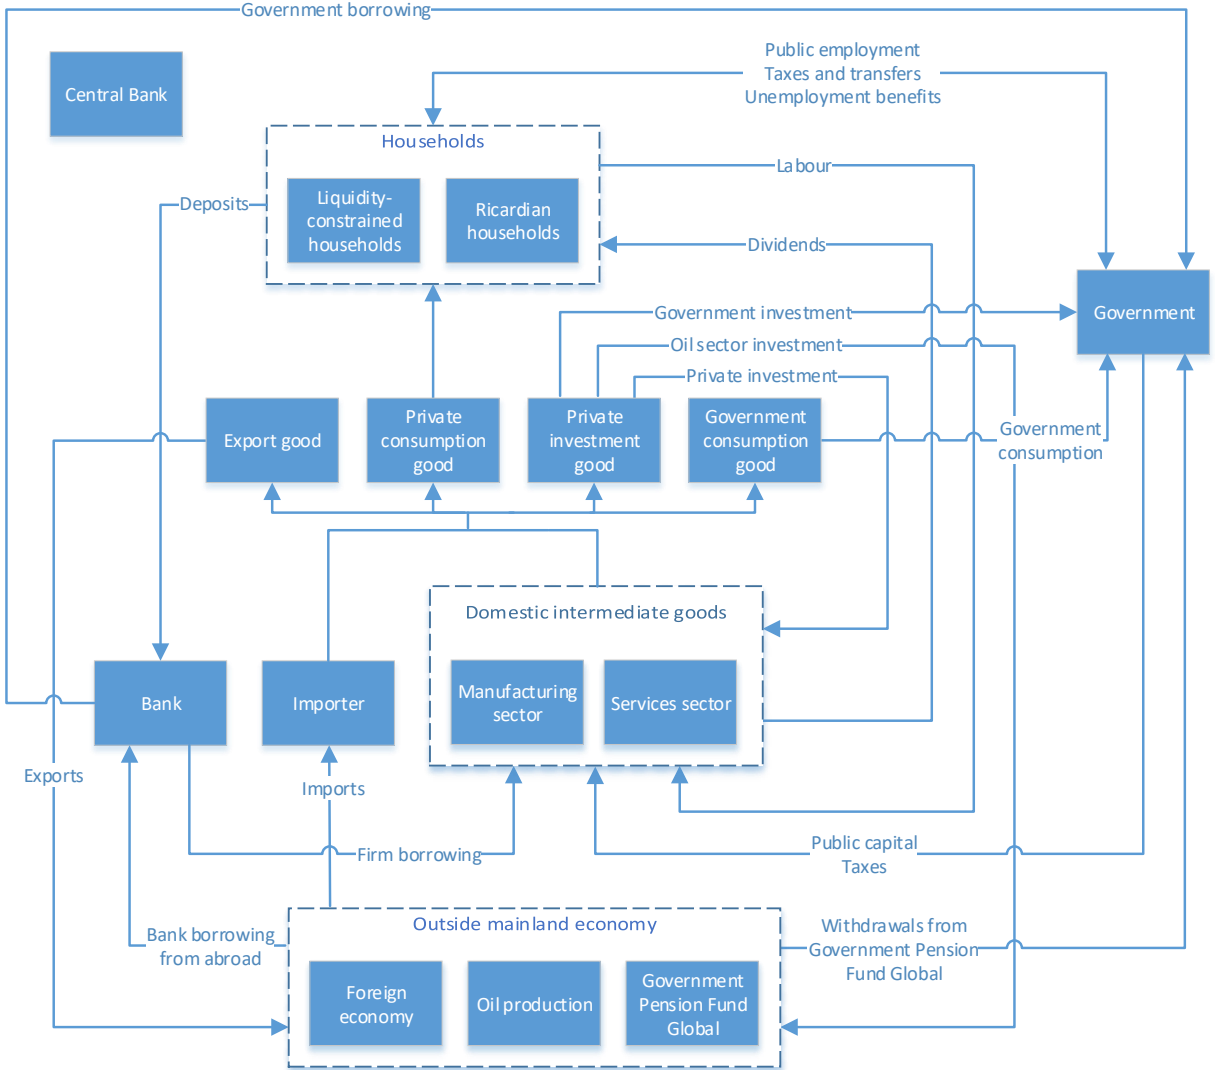 Government borrowing
Central Bank
Public employment
Taxes and transfers
Unemployment benefits
Households
Labour
Liquidity-
constrained
households
Ricardian
households
Deposits
Dividends
Government investment
Government
Oil sector investment
Private investment
Export good
Private
consumption
good
Private
investment
good
Government
consumption
good
Government
consumption
Domestic intermediate goods
Manufacturing
sector
Services sector
Bank
Importer
Exports
Imports
Firm borrowing
Public capital
Taxes
Outside mainland economy
Bank borrowing
from abroad
Withdrawals from
Government Pension
Fund Global
Foreign
economy
Oil production
Government
Pension Fund
Global